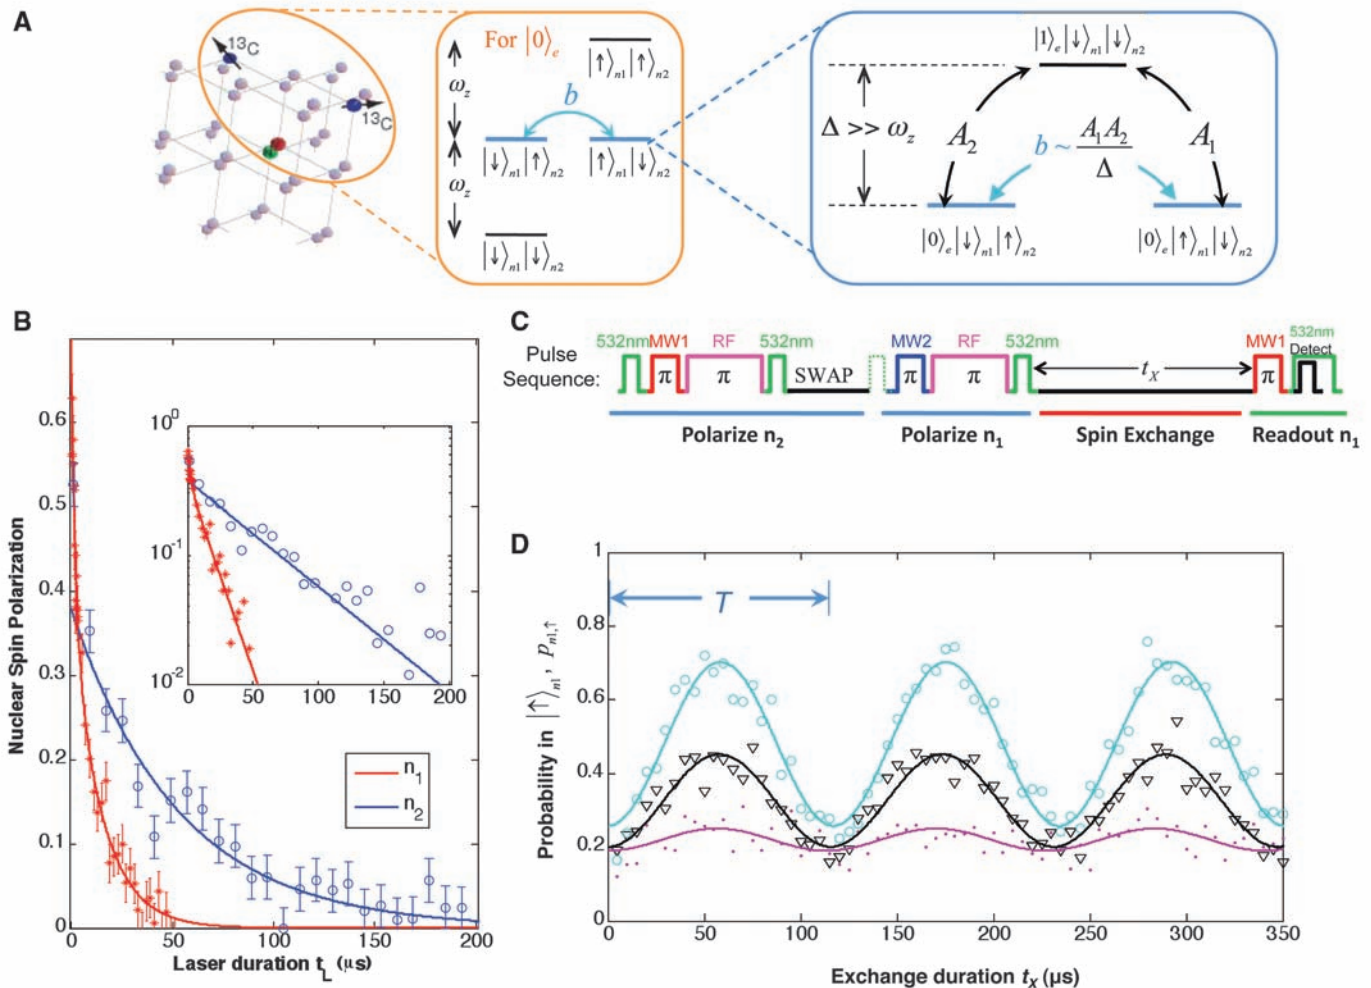 A
13C
13C
For |0⟩e
ωz
ωz
|↑⟩n1|↑⟩n2
b
|↓⟩n1|↑⟩n2
|↑⟩n1|↓⟩n2
|↓⟩n1|↓⟩n2
|1⟩e|↓⟩n1|↓⟩n2
Δ >> ωz
A2
b ~ A1A2/Δ
A1
|0⟩e|↓⟩n1|↑⟩n2
|0⟩e|↑⟩n1|↓⟩n2
B
Nuclear Spin Polarization
0.6
0.5
0.4
0.3
0.2
0.1
0
0
50
100
150
200
Laser duration tL (μs)
10^0
10^-1
10^-2
0
50
100
150
200
n1
n2
C
Pulse
Sequence:
532nm
MW1
RF
532nm
MW2
RF
532nm
MW1
532nm
Detect
π
π
SWAP
π
π
tX
π
Polarize n2
Polarize n1
Spin Exchange
Readout n1
D
Probability in |↑⟩n1, pn1,↑
1
0.8
0.6
0.4
0.2
0
T
0
50
100
150
200
250
300
350
Exchange duration tX (μs)